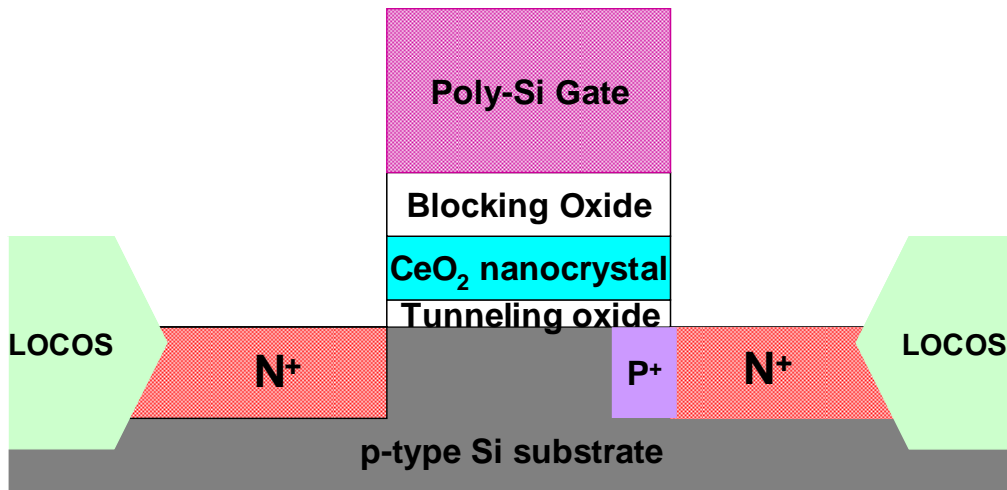 Poly-Si Gate
Blocking Oxide
CeO₂ nanocrystal
Tunneling oxide
LOCOS
N⁺
P⁺
N⁺
LOCOS
p-type Si substrate